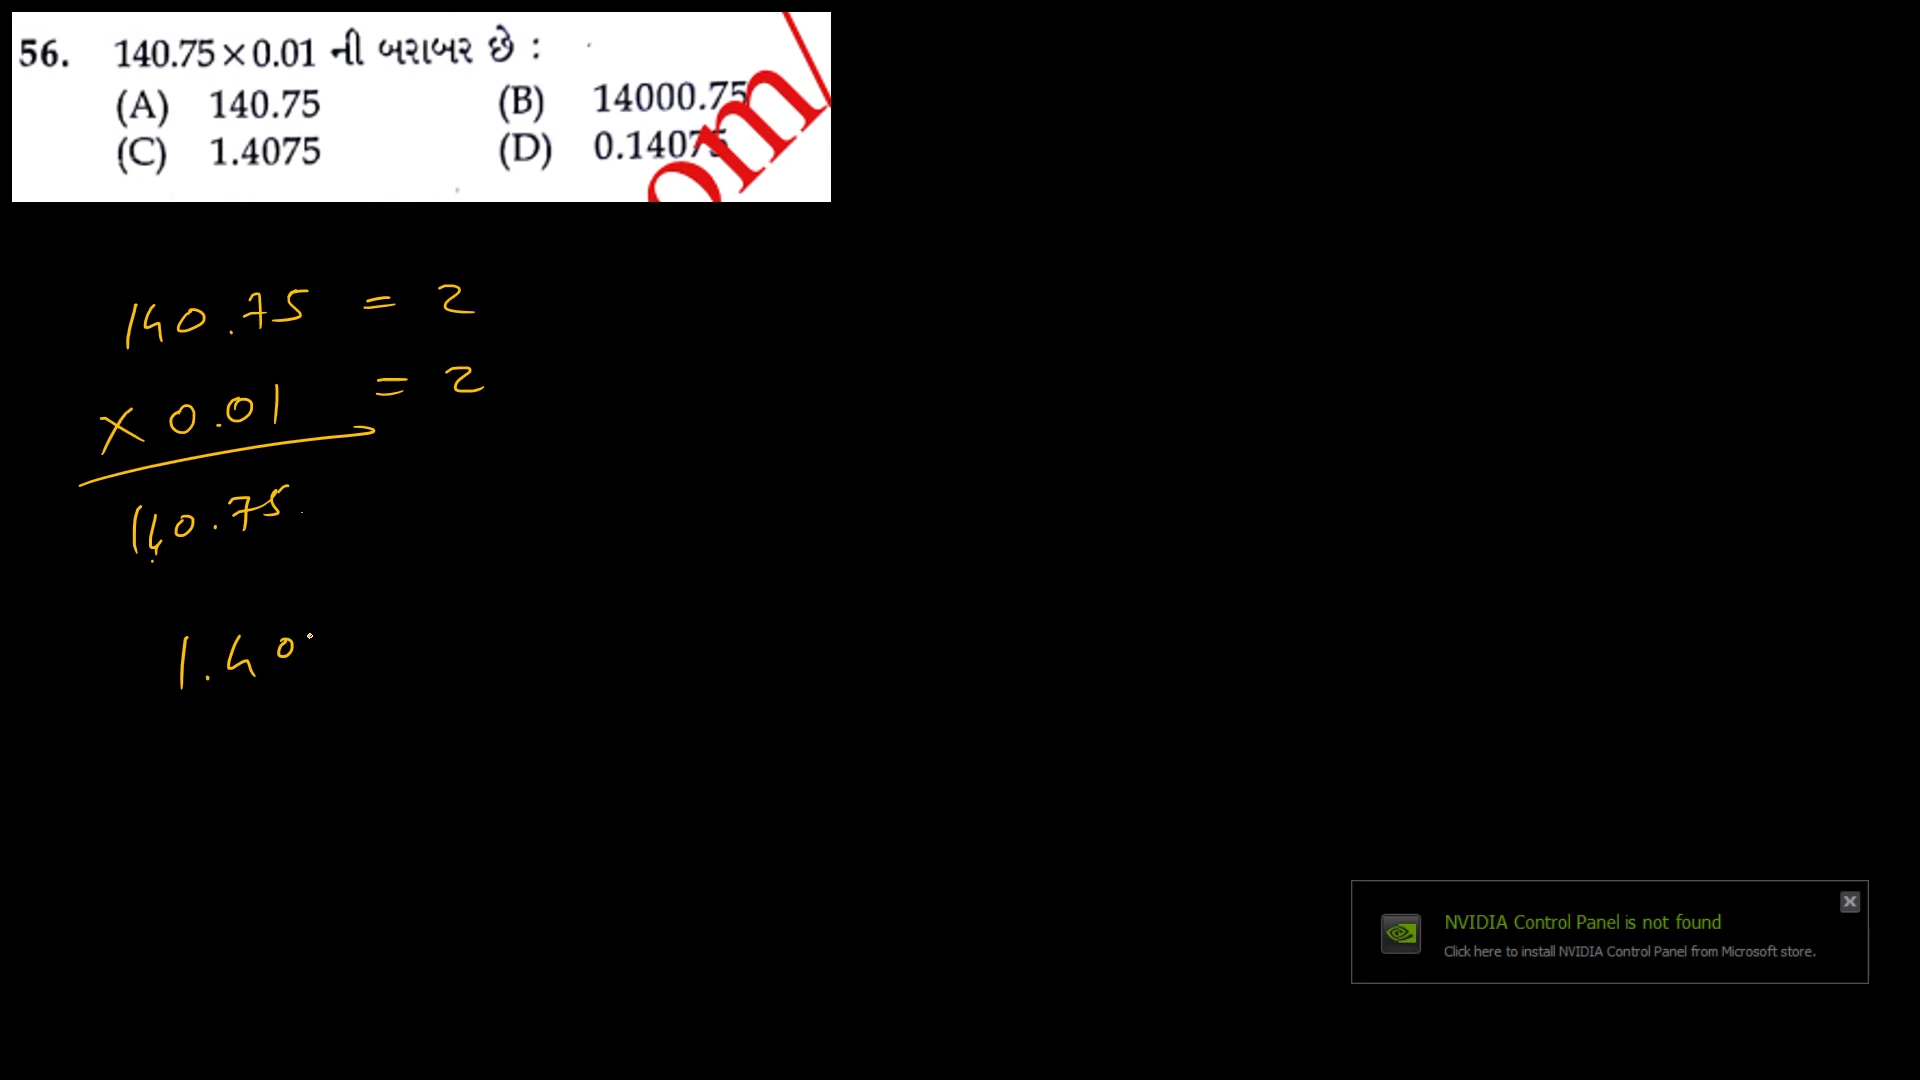 56. 140.75×0.01 ની બરાબર છે :
(A) 140.75 (B) 14000.75
(C) 1.4075 (D) 0.14075
om/
140.75 = 2
× 0.01 = 2
140.75
1.40
NVIDIA Control Panel is not found
Click here to install NVIDIA Control Panel from Microsoft store.